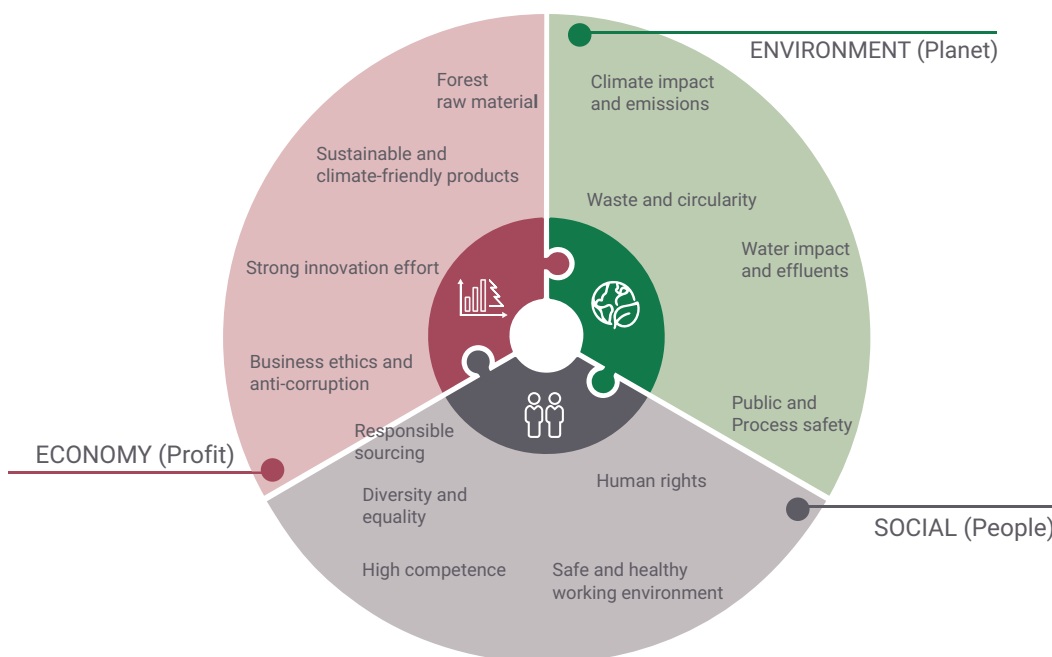 ENVIRONMENT (Planet)
Forest
raw material
Climate impact
and emissions
Sustainable and
climate-friendly products
Waste and circularity
Water impact
and effluents
Strong innovation effort
Business ethics and
anti-corruption
Public and
Process safety
ECONOMY (Profit)
Responsible
sourcing
Human rights
Diversity and
equality
SOCIAL (People)
High competence
Safe and healthy
working environment